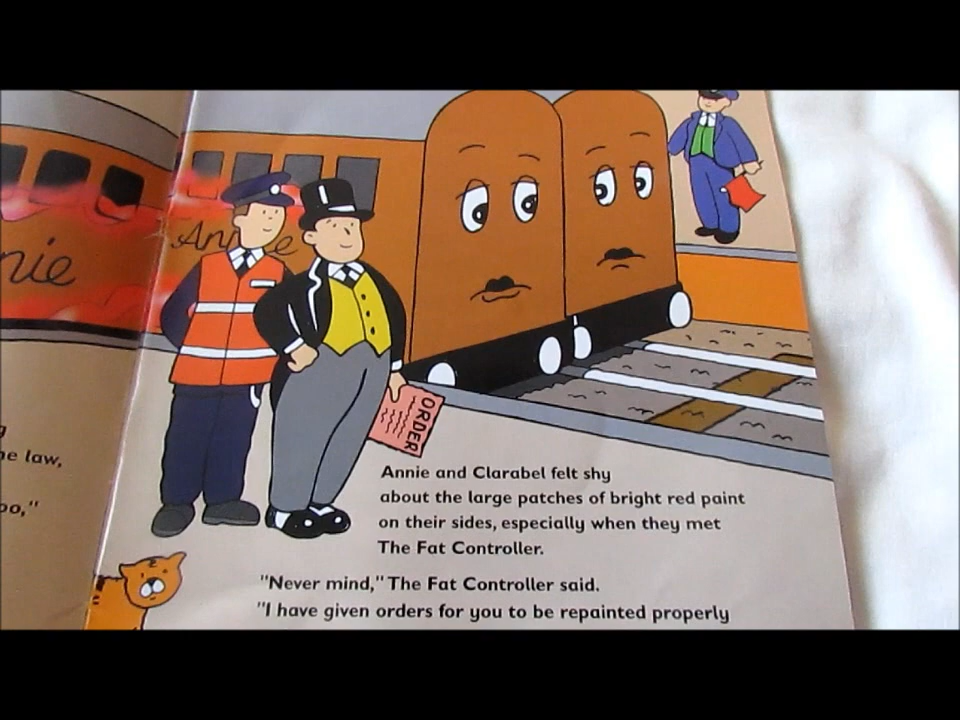 nie
Annie
ORDER
he law,
oo,"
Annie and Clarabel felt shy
about the large patches of bright red paint
on their sides, especially when they met
The Fat Controller.
"Never mind," The Fat Controller said.
"I have given orders for you to be repainted properly